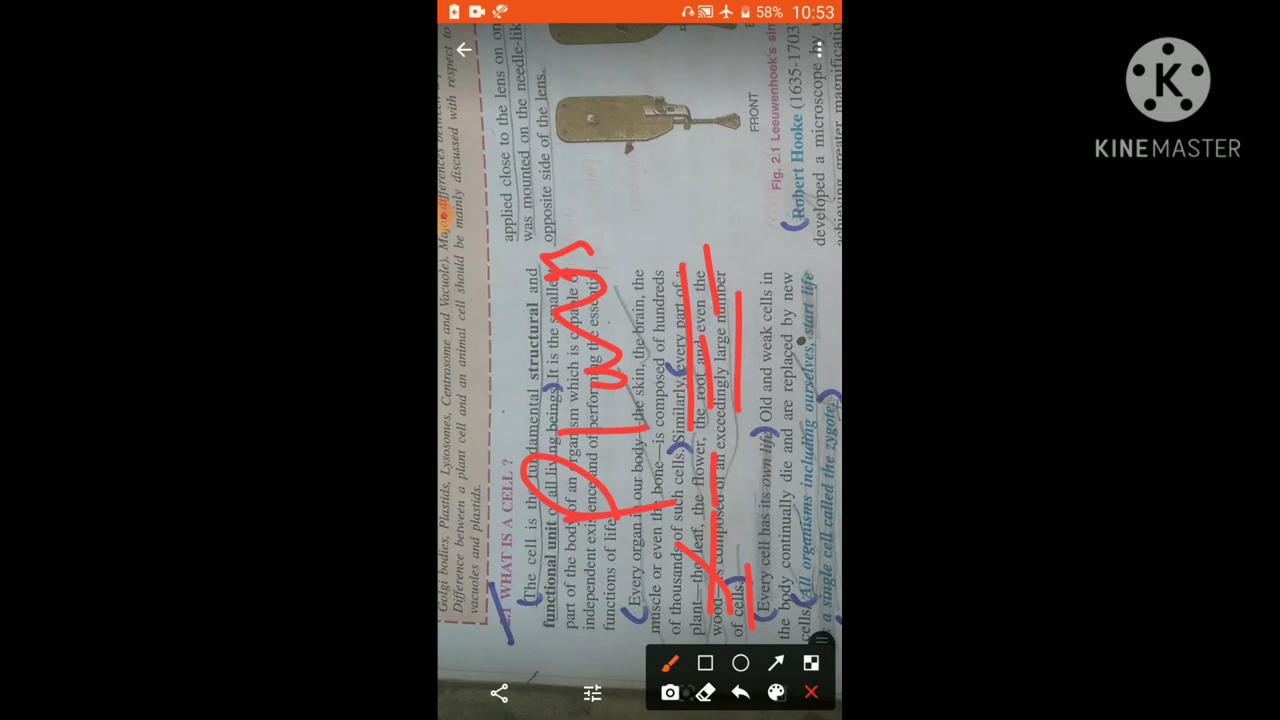 58% 10:53
K
KINEMASTER
Golgi bodies, Plastids, Lysosomes, Centrosome and Vacuole). Major differences between
Difference between a plant cell and an animal cell should be mainly discussed with respect to
vacuoles and plastids.
2.1 WHAT IS A CELL ?
(The cell is the fundamental structural and
functional unit of all living beings.) It is the smallest
part of the body of an organism which is capable of
independent existence and of performing the essential
functions of life.
(Every organ in our body—the skin, the brain, the
muscle or even the bone—is composed of hundreds
of thousands of such cells.) Similarly, (every part of a
plant—the leaf, the flower, the root and even the
wood is composed of an exceedingly large number
of cells.)
(Every cell has its own life) Old and weak cells in
the body continually die and are replaced by new
cells. (All organisms including ourselves, start life
a single cell called the zygote.)
Plants
applied close to the lens on
was mounted on the needle-
opposite side of the lens.
FRONT
Fig. 2.1 Leeuwenhoek's
(Robert Hooke (1635-1703)
developed a microscope by
achieving greater